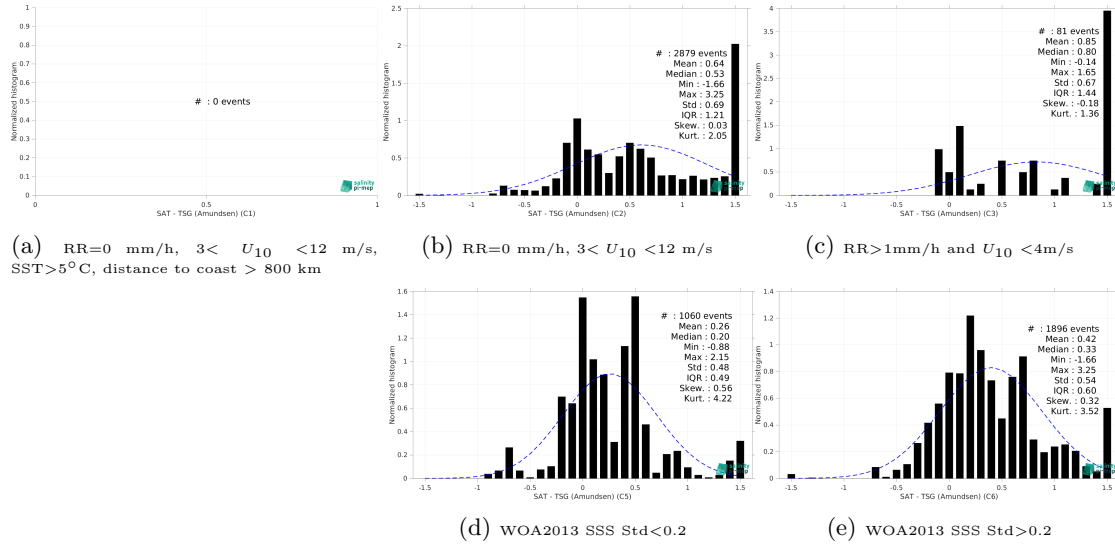 1
0.9
0.8
0.7
0.6
0.5
0.4
0.3
0.2
0.1
0
Normalized histogram
# : 0 events
salinity
pi-mep
0 0.5 1
SAT - TSG (Amundsen) (C1)
(a) RR=0 mm/h, 3< U10 <12 m/s,
SST>5°C, distance to coast > 800 km
2.5
2
1.5
1
0.5
0
Normalized histogram
# : 2879 events
Mean : 0.64
Median : 0.53
Min : -1.66
Max : 3.25
Std : 0.69
IQR : 1.21
Skew. : 0.03
Kurt. : 2.05
salinity
pi-mep
-1.5 -1 -0.5 0 0.5 1 1.5
SAT - TSG (Amundsen) (C2)
(b) RR=0 mm/h, 3< U10 <12 m/s
4
3.5
3
2.5
2
1.5
1
0.5
0
Normalized histogram
# : 81 events
Mean : 0.85
Median : 0.80
Min : -0.14
Max : 1.65
Std : 0.67
IQR : 1.44
Skew. : -0.18
Kurt. : 1.36
-1.5 -1 -0.5 0 0.5 1 1.5
SAT - TSG (Amundsen) (C3)
(c) RR>1mm/h and U10 <4m/s
1.6
1.4
1.2
1
0.8
0.6
0.4
0.2
0
Normalized histogram
# : 1060 events
Mean : 0.26
Median : 0.20
Min : -0.88
Max : 2.15
Std : 0.48
IQR : 0.49
Skew. : 0.56
Kurt. : 4.22
salinity
pi-mep
-1.5 -1 -0.5 0 0.5 1 1.5
SAT - TSG (Amundsen) (C5)
(d) WOA2013 SSS Std<0.2
1.4
1.2
1
0.8
0.6
0.4
0.2
0
Normalized histogram
# : 1896 events
Mean : 0.42
Median : 0.33
Min : -1.66
Max : 3.25
Std : 0.54
IQR : 0.60
Skew. : 0.32
Kurt. : 3.52
-1.5 -1 -0.5 0 0.5 1 1.5
SAT - TSG (Amundsen) (C6)
(e) WOA2013 SSS Std>0.2